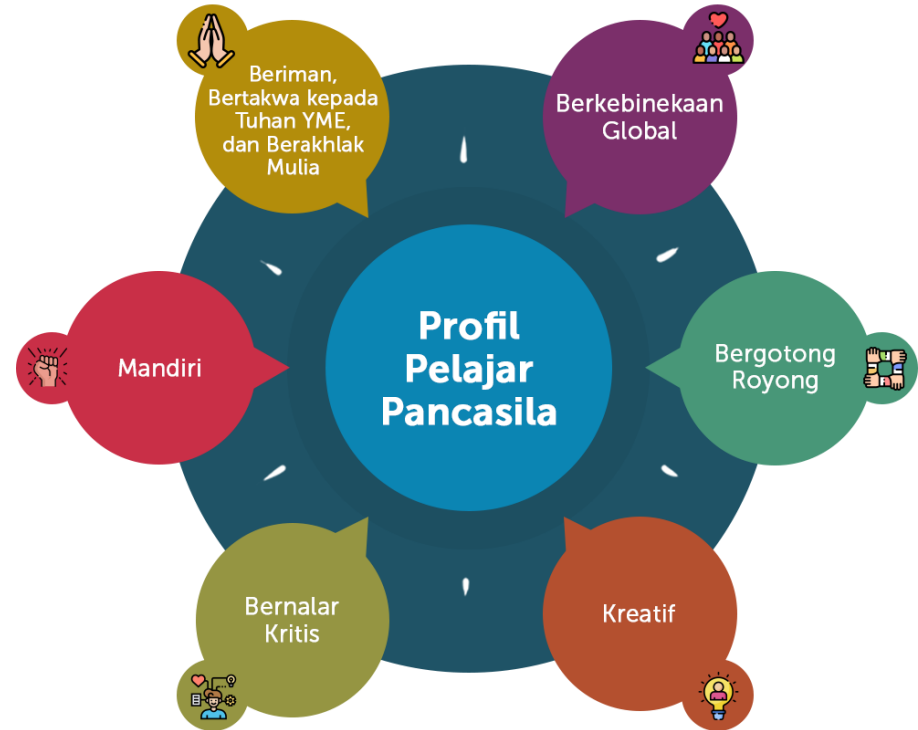 Beriman,
Bertakwa kepada
Tuhan YME,
dan Berakhlak
Mulia
Berkebinekaan
Global
Mandiri
Profil
Pelajar
Pancasila
Bergotong
Royong
Bernalar
Kritis
Kreatif